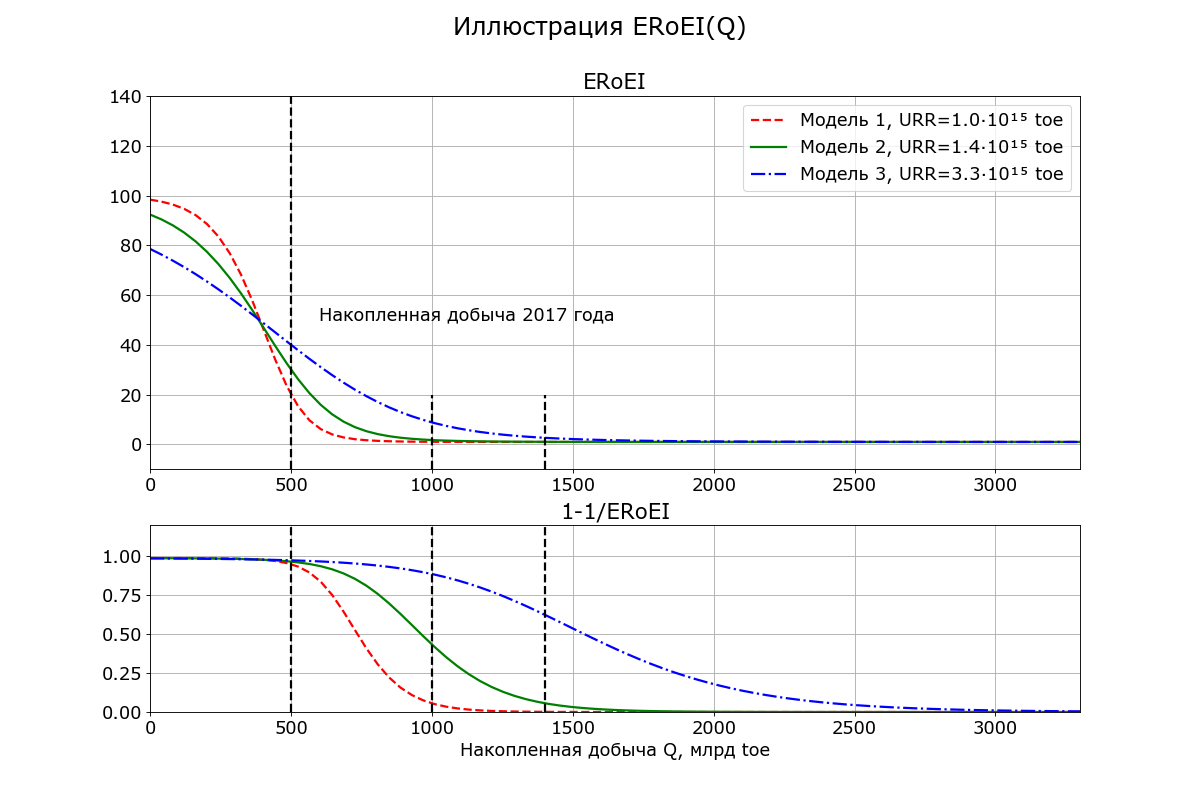 Иллюстрация ERoEI(Q)
ERoEI
140
120
100
80
60
40
20
0
Модель 1, URR=1.0·10¹⁵ toe
Модель 2, URR=1.4·10¹⁵ toe
Модель 3, URR=3.3·10¹⁵ toe
Накопленная добыча 2017 года
0 500 1000 1500 2000 2500 3000
1-1/ERoEI
1.00
0.75
0.50
0.25
0.00
0 500 1000 1500 2000 2500 3000
Накопленная добыча Q, млрд toe